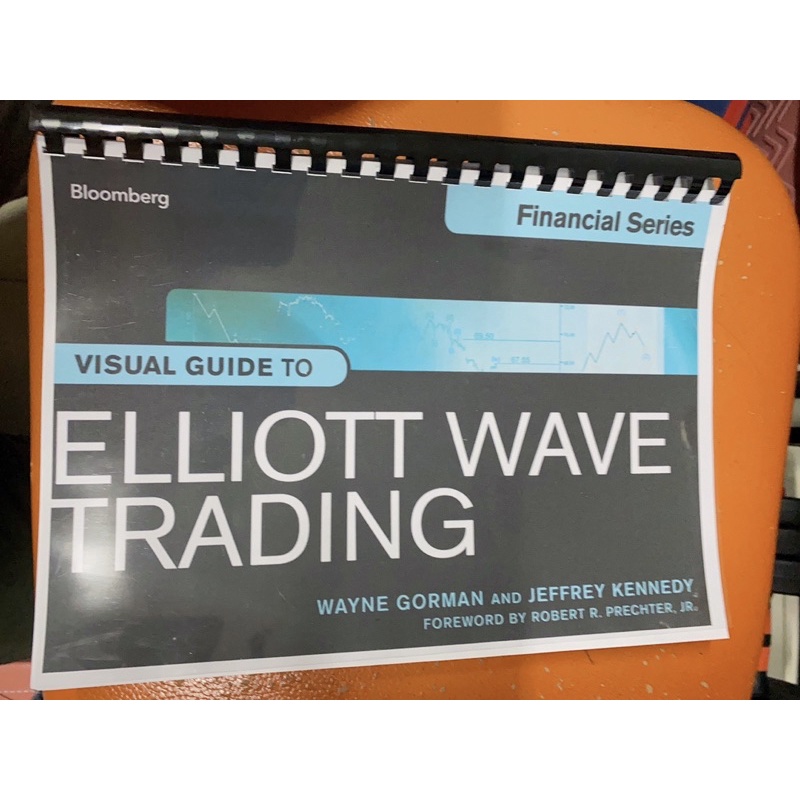 Bloomberg
Financial Series
VISUAL GUIDE TO
ELLIOTT WAVE
TRADING
WAYNE GORMAN AND JEFFREY KENNEDY
FOREWORD BY ROBERT R. PRECHTER, JR.